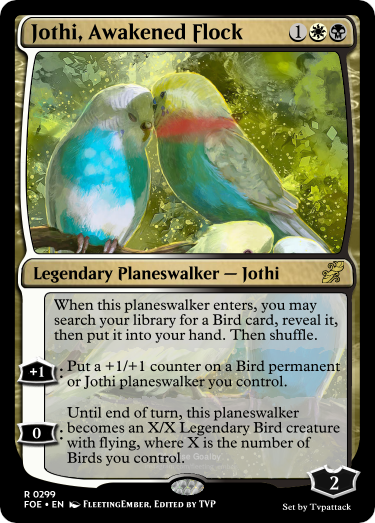 Jothi, Awakened Flock 1
Legendary Planeswalker — Jothi
When this planeswalker enters, you may
search your library for a Bird card, reveal it,
then put it into your hand. Then shuffle.
+1 : Put a +1/+1 counter on a Bird permanent
or Jothi planeswalker you control.
Until end of turn, this planeswalker
0 : becomes an X/X Legendary Bird creature
with flying, where X is the number of
Birds you control.
2
R 0299
FOE • EN FleetingEmber, Edited by TVP
Set by Tvpattack